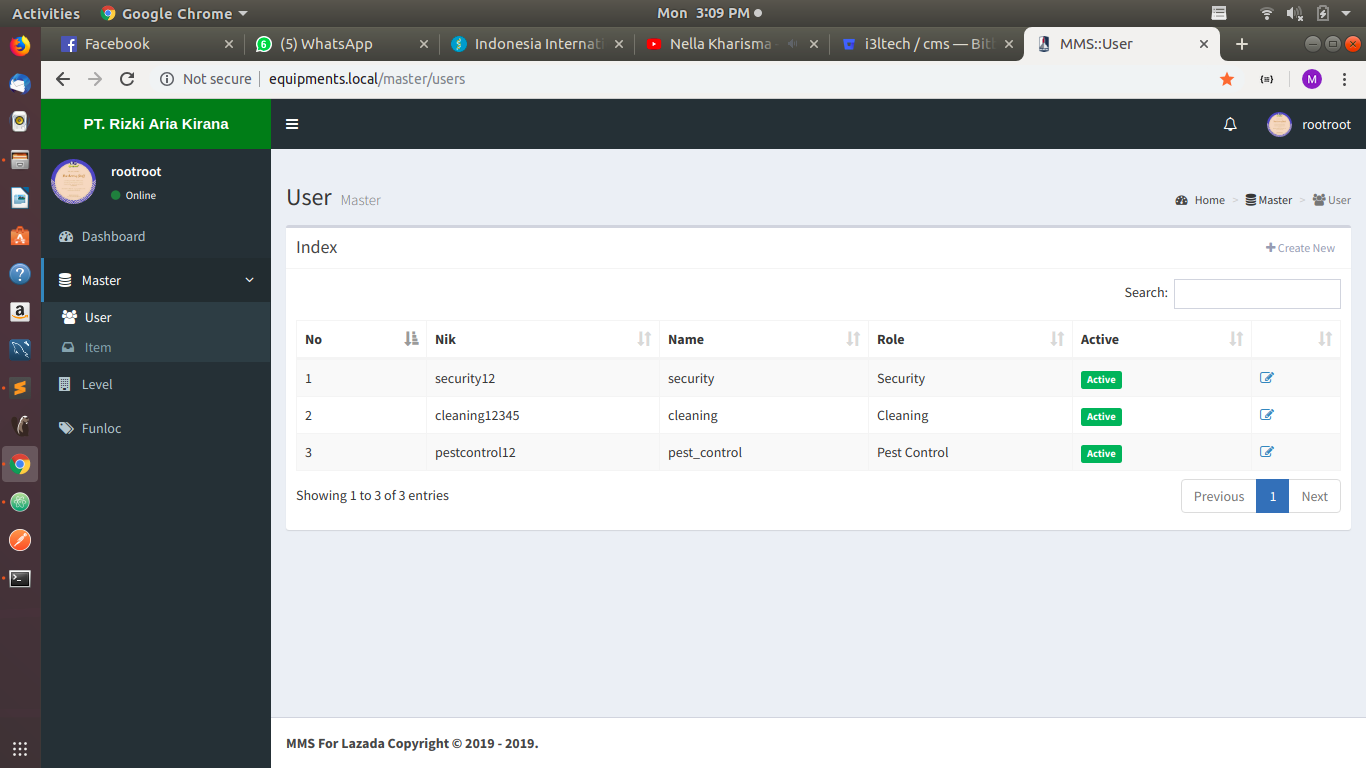 Activities Google Chrome Mon 3:09 PM
Facebook (5) WhatsApp Indonesia Internati Nella Kharisma - i3ltech / cms — Bit MMS::User
Not secure equipments.local/master/users M
PT. Rizki Aria Kirana rootroot
rootroot
Online
User Master Home > Master > User
Dashboard
Index Create New
Master
Search:
User
No Nik Name Role Active
Item
1 security12 security Security Active
Level
2 cleaning12345 cleaning Cleaning Active
Funloc
3 pestcontrol12 pest_control Pest Control Active
Showing 1 to 3 of 3 entries Previous 1 Next
MMS For Lazada Copyright © 2019 - 2019.